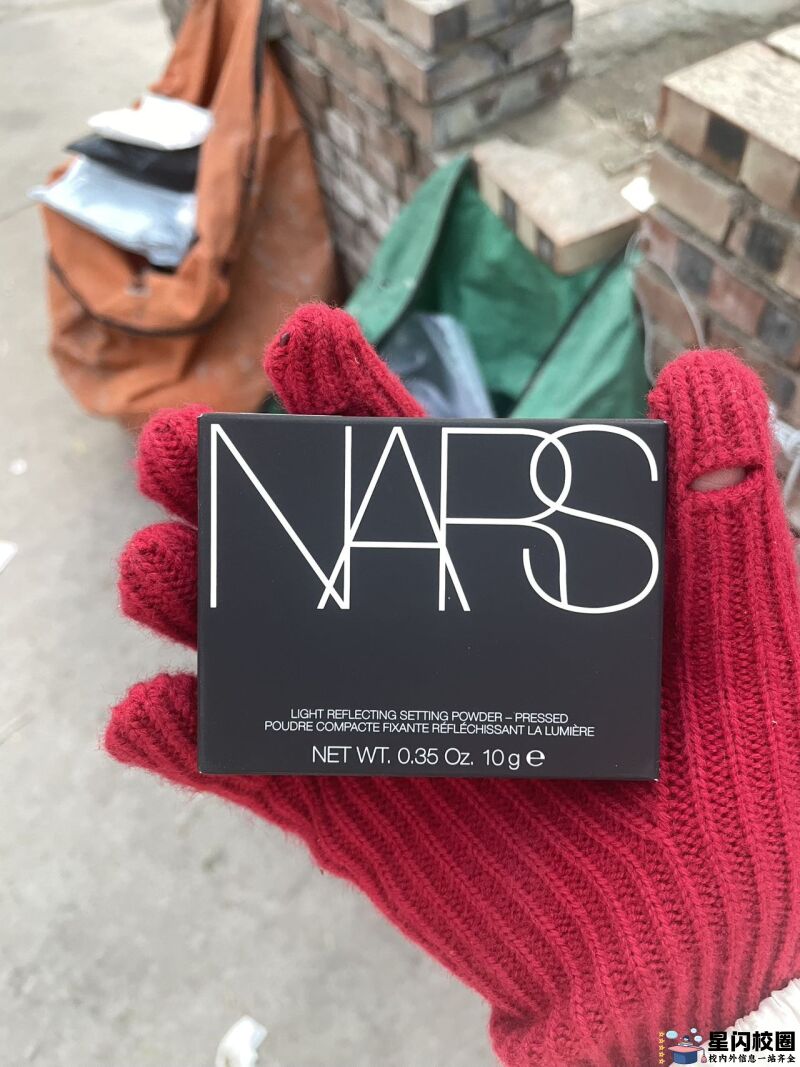 NARS
LIGHT REFLECTING SETTING POWDER – PRESSED
POUDRE COMPACTE FIXANTE RÉFLÉCHISSANT LA LUMIÈRE
NET WT. 0.35 Oz. 10 g ℮
星闪校圈
校内外信息一站齐全